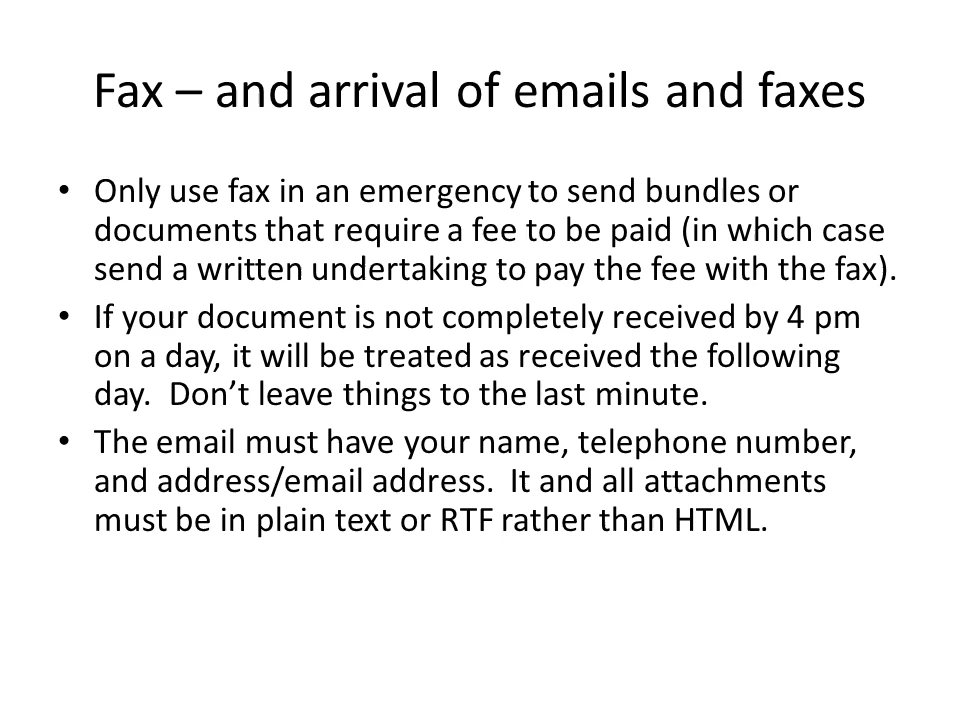 Fax – and arrival of emails and faxes
• Only use fax in an emergency to send bundles or
documents that require a fee to be paid (in which case
send a written undertaking to pay the fee with the fax).
• If your document is not completely received by 4 pm
on a day, it will be treated as received the following
day.  Don’t leave things to the last minute.
• The email must have your name, telephone number,
and address/email address.  It and all attachments
must be in plain text or RTF rather than HTML.